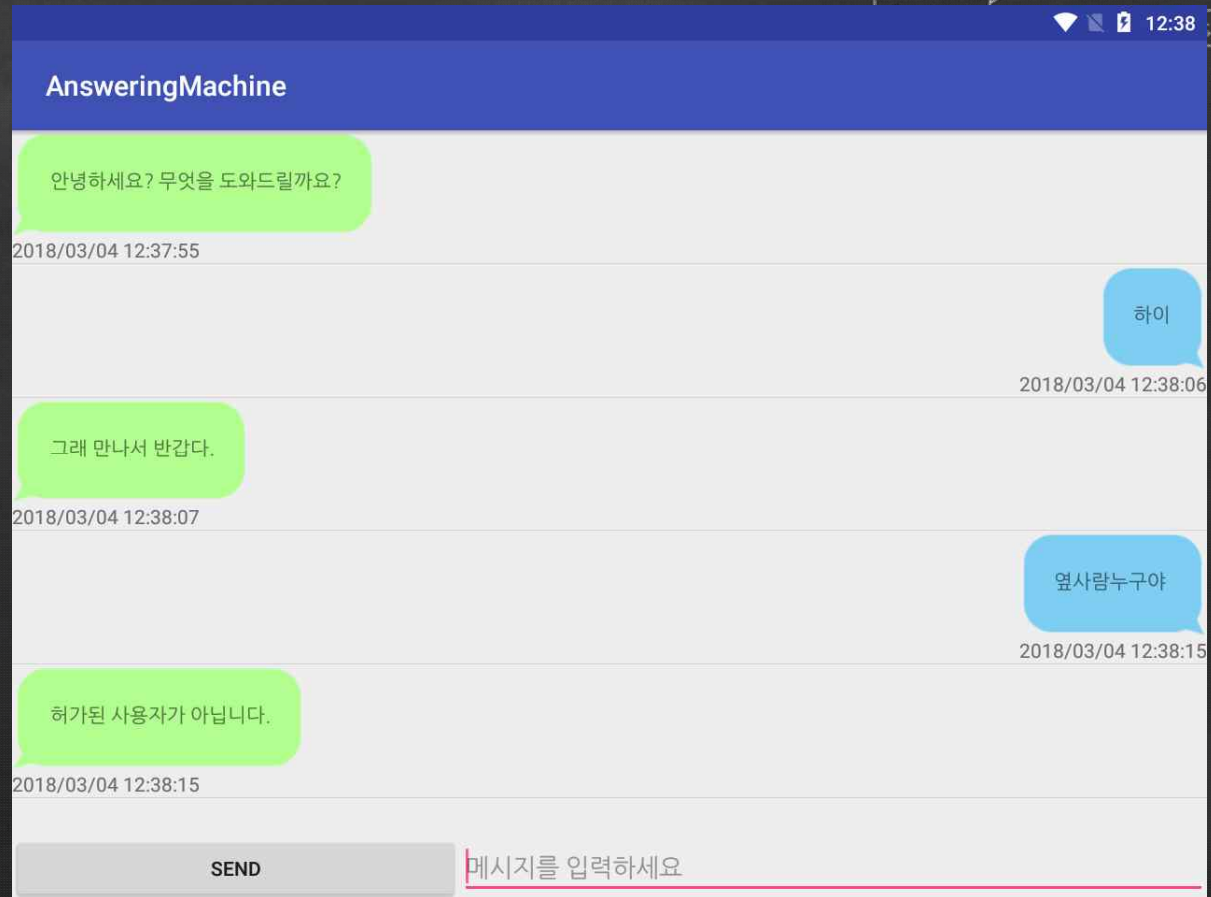 12:38
AnsweringMachine
안녕하세요? 무엇을 도와드릴까요?
2018/03/04 12:37:55
하이
2018/03/04 12:38:06
그래 만나서 반갑다.
2018/03/04 12:38:07
옆사람누구야
2018/03/04 12:38:15
허가된 사용자가 아닙니다.
2018/03/04 12:38:15
SEND 메시지를 입력하세요